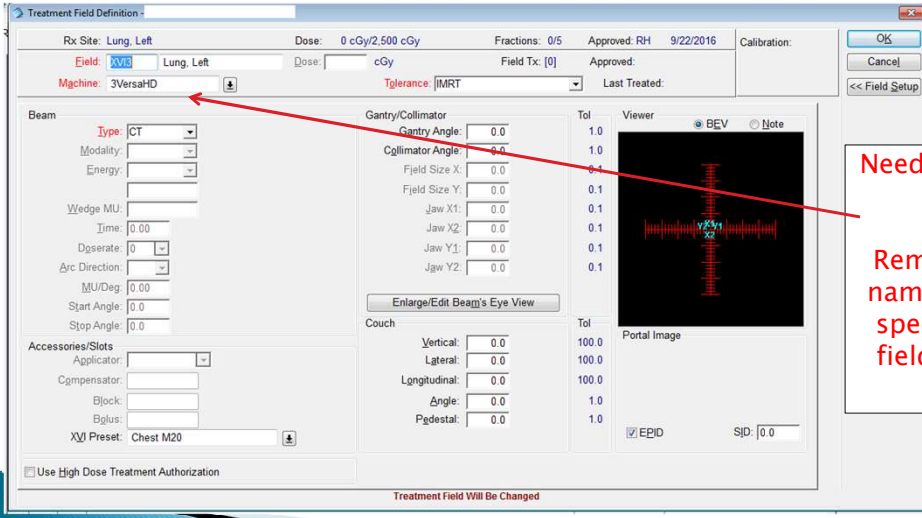 Treatment Field Definition -
Rx Site: Lung, Left Dose: 0 cGy/2,500 cGy Fractions: 0/5 Approved: RH 9/22/2016 Calibration:
Field: XVI3 Lung, Left Dose: cGy Field Tx: [0] Approved:
Machine: 3VersaHD Tolerance: IMRT Last Treated:
OK
Cancel
<< Field Setup
Beam
Type: CT
Modality:
Energy:
Wedge MU:
Time: 0.00
Doserate: 0
Arc Direction:
MU/Deg: 0.00
Start Angle: 0.0
Stop Angle: 0.0
Accessories/Slots
Applicator:
Compensator:
Block:
Bolus:
XVI Preset: Chest M20
Use High Dose Treatment Authorization
Gantry/Collimator Tol
Gantry Angle: 0.0 1.0
Collimator Angle: 0.0 1.0
Field Size X: 0.0 0.1
Field Size Y: 0.0 0.1
Jaw X1: 0.0 0.1
Jaw X2: 0.0 0.1
Jaw Y1: 0.0 0.1
Jaw Y2: 0.0 0.1
Enlarge/Edit Beam's Eye View
Couch Tol
Vertical: 0.0 100.0
Lateral: 0.0 100.0
Longitudinal: 0.0 100.0
Angle: 0.0 1.0
Pedestal: 0.0 1.0
Viewer BEV Note
X1
Y2 Y1
X2
Portal Image
EPID SID: 0.0
Treatment Field Will Be Changed
Need
Rem
nam
spe
field